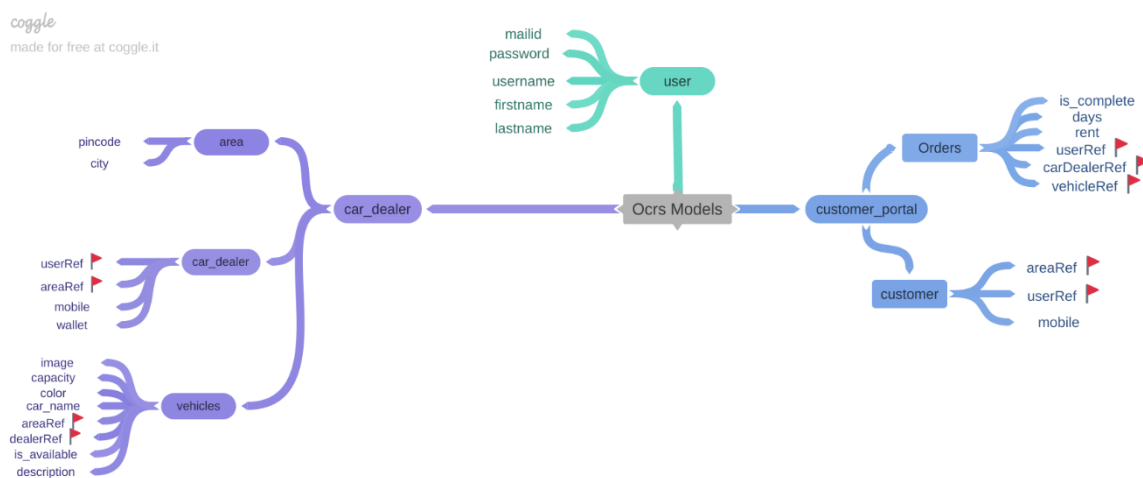 coggle
made for free at coggle.it
mailid
password
username
firstname
lastname
user
pincode
city
area
userRef
areaRef
mobile
wallet
car_dealer
image
capacity
color
car_name
areaRef
dealerRef
is_available
description
vehicles
car_dealer
Ocrs Models
customer_portal
Orders
is_complete
days
rent
userRef
carDealerRef
vehicleRef
customer
areaRef
userRef
mobile